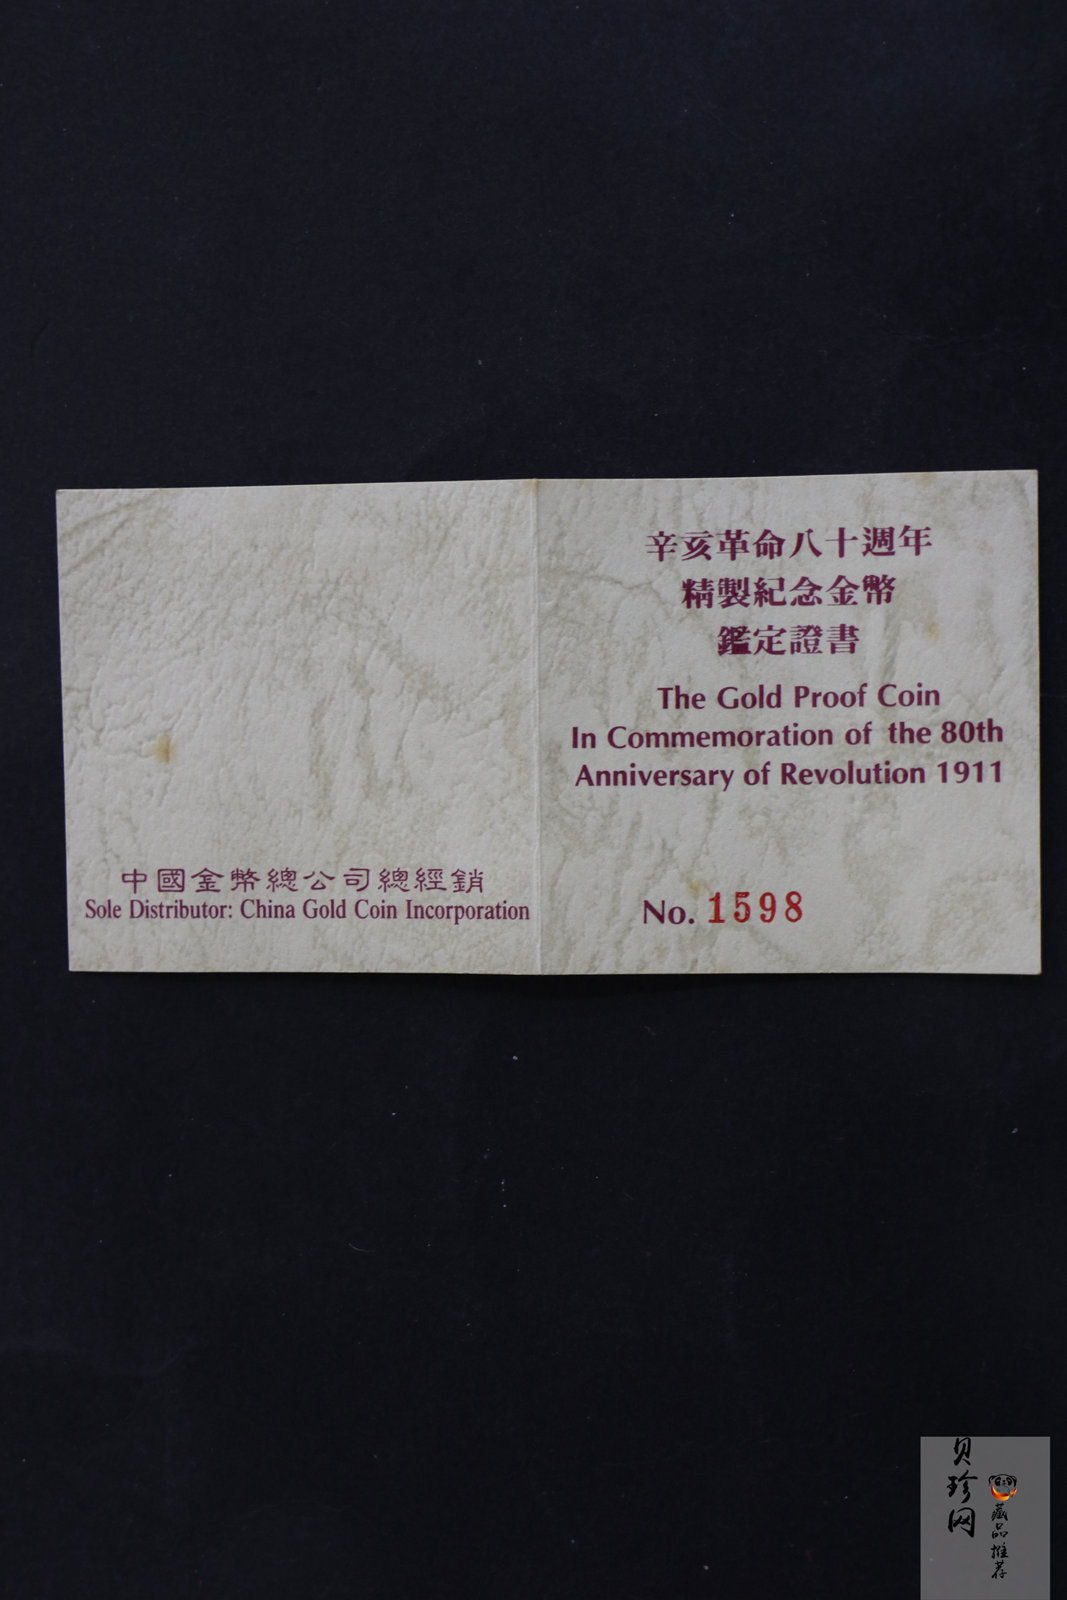 中國金幣總公司總經銷
Sole Distributor: China Gold Coin Incorporation
辛亥革命八十週年
精製紀念金幣
鑑定證書
The Gold Proof Coin
In Commemoration of the 80th
Anniversary of Revolution 1911
No. 1598
贝珍网
藏品推荐